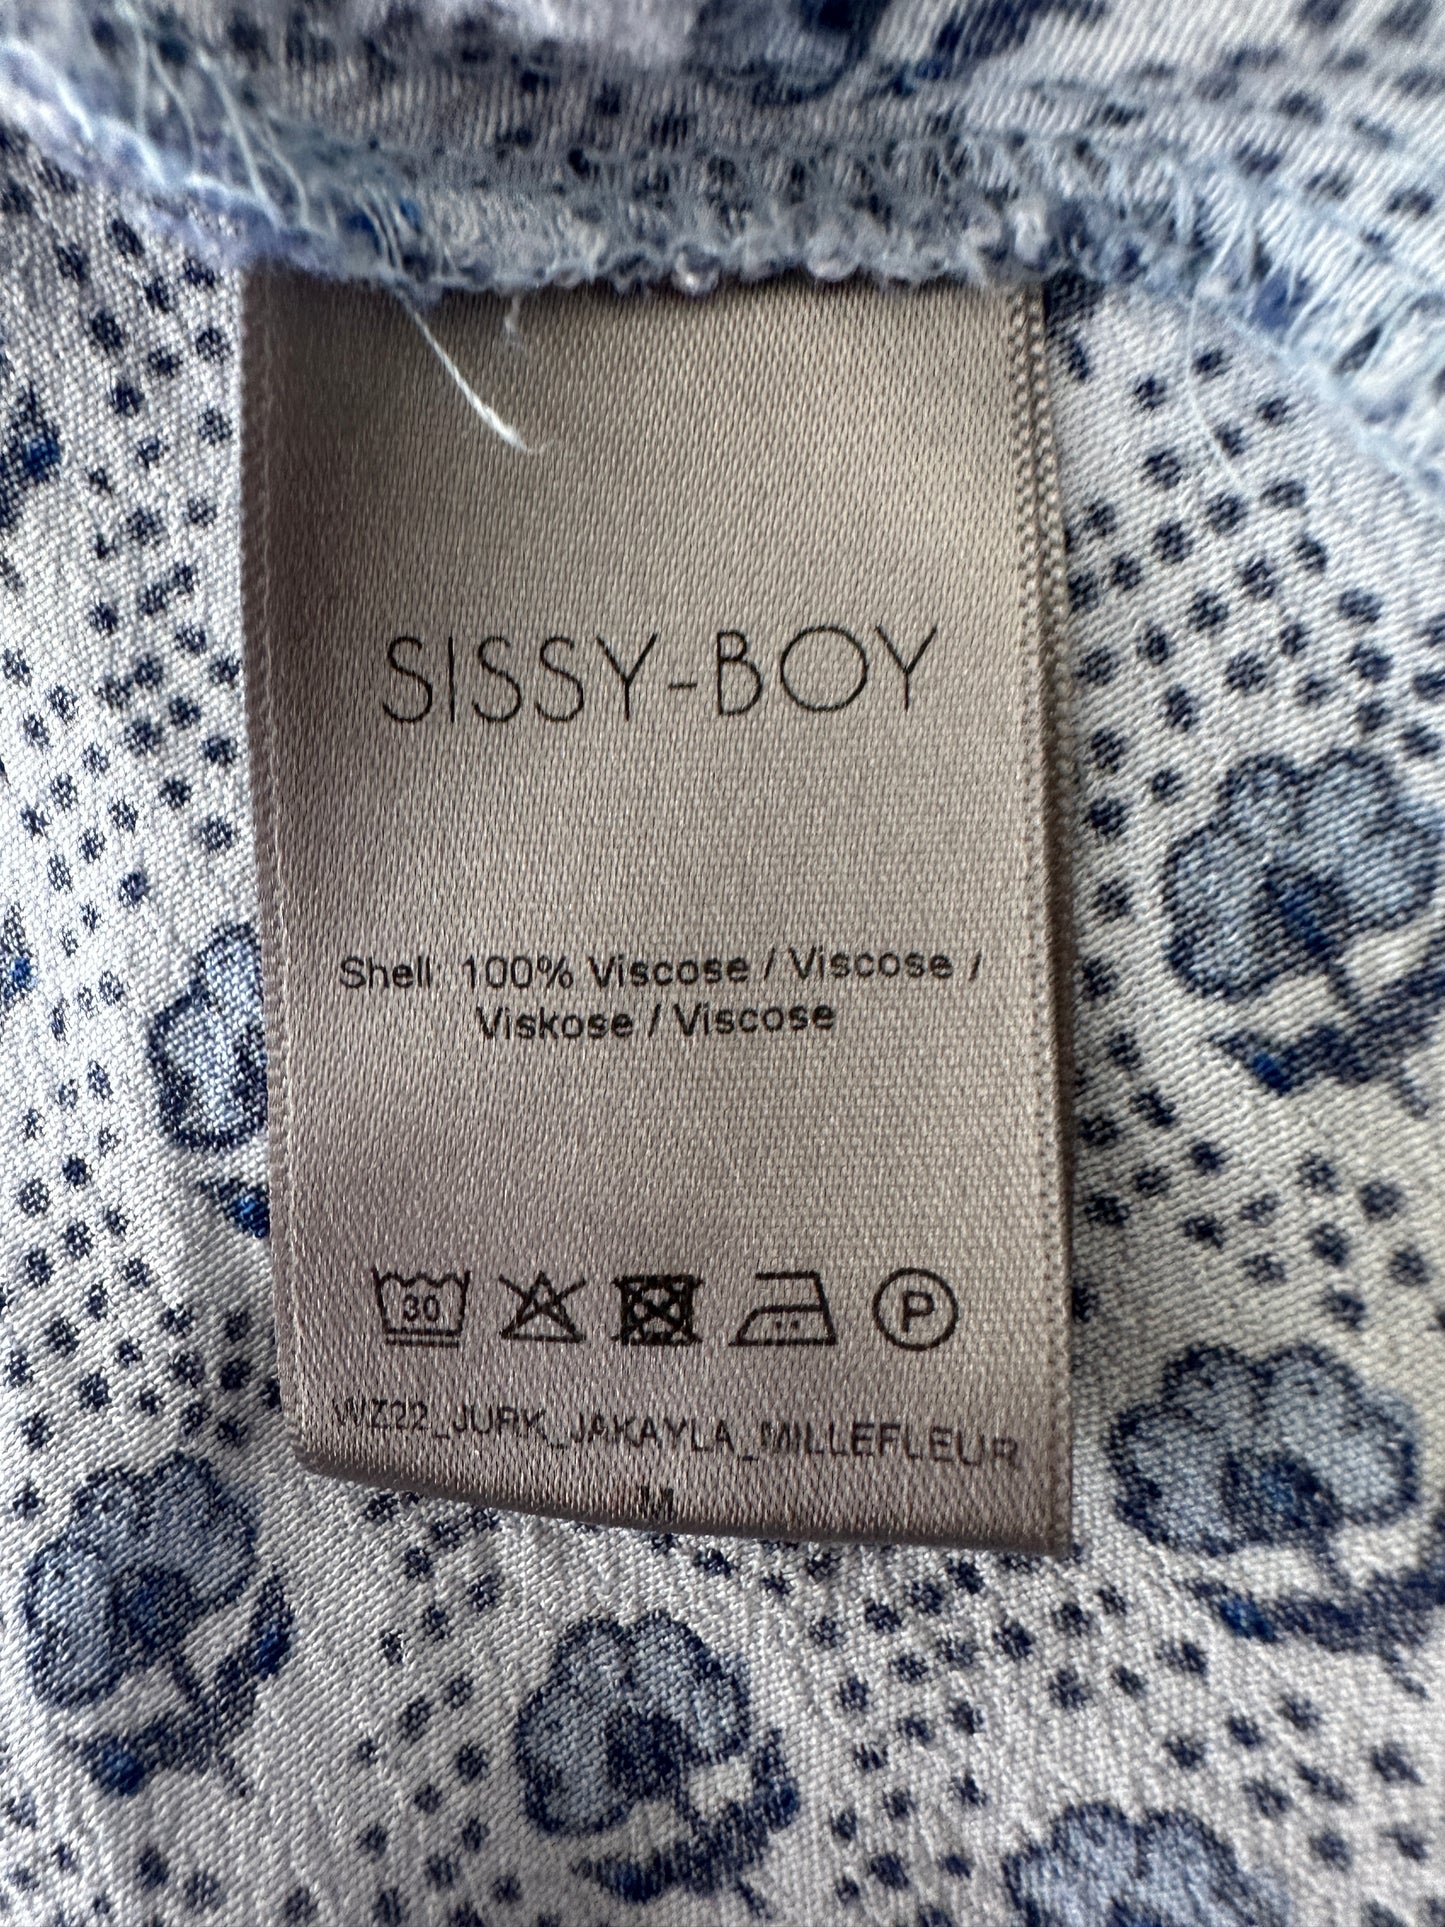 SISSY-BOY
Shell: 100% Viscose / Viscose /
Viskose / Viscose
30 P
WZ22_JURK_JAKAYLA_MILLEFLEUR
M